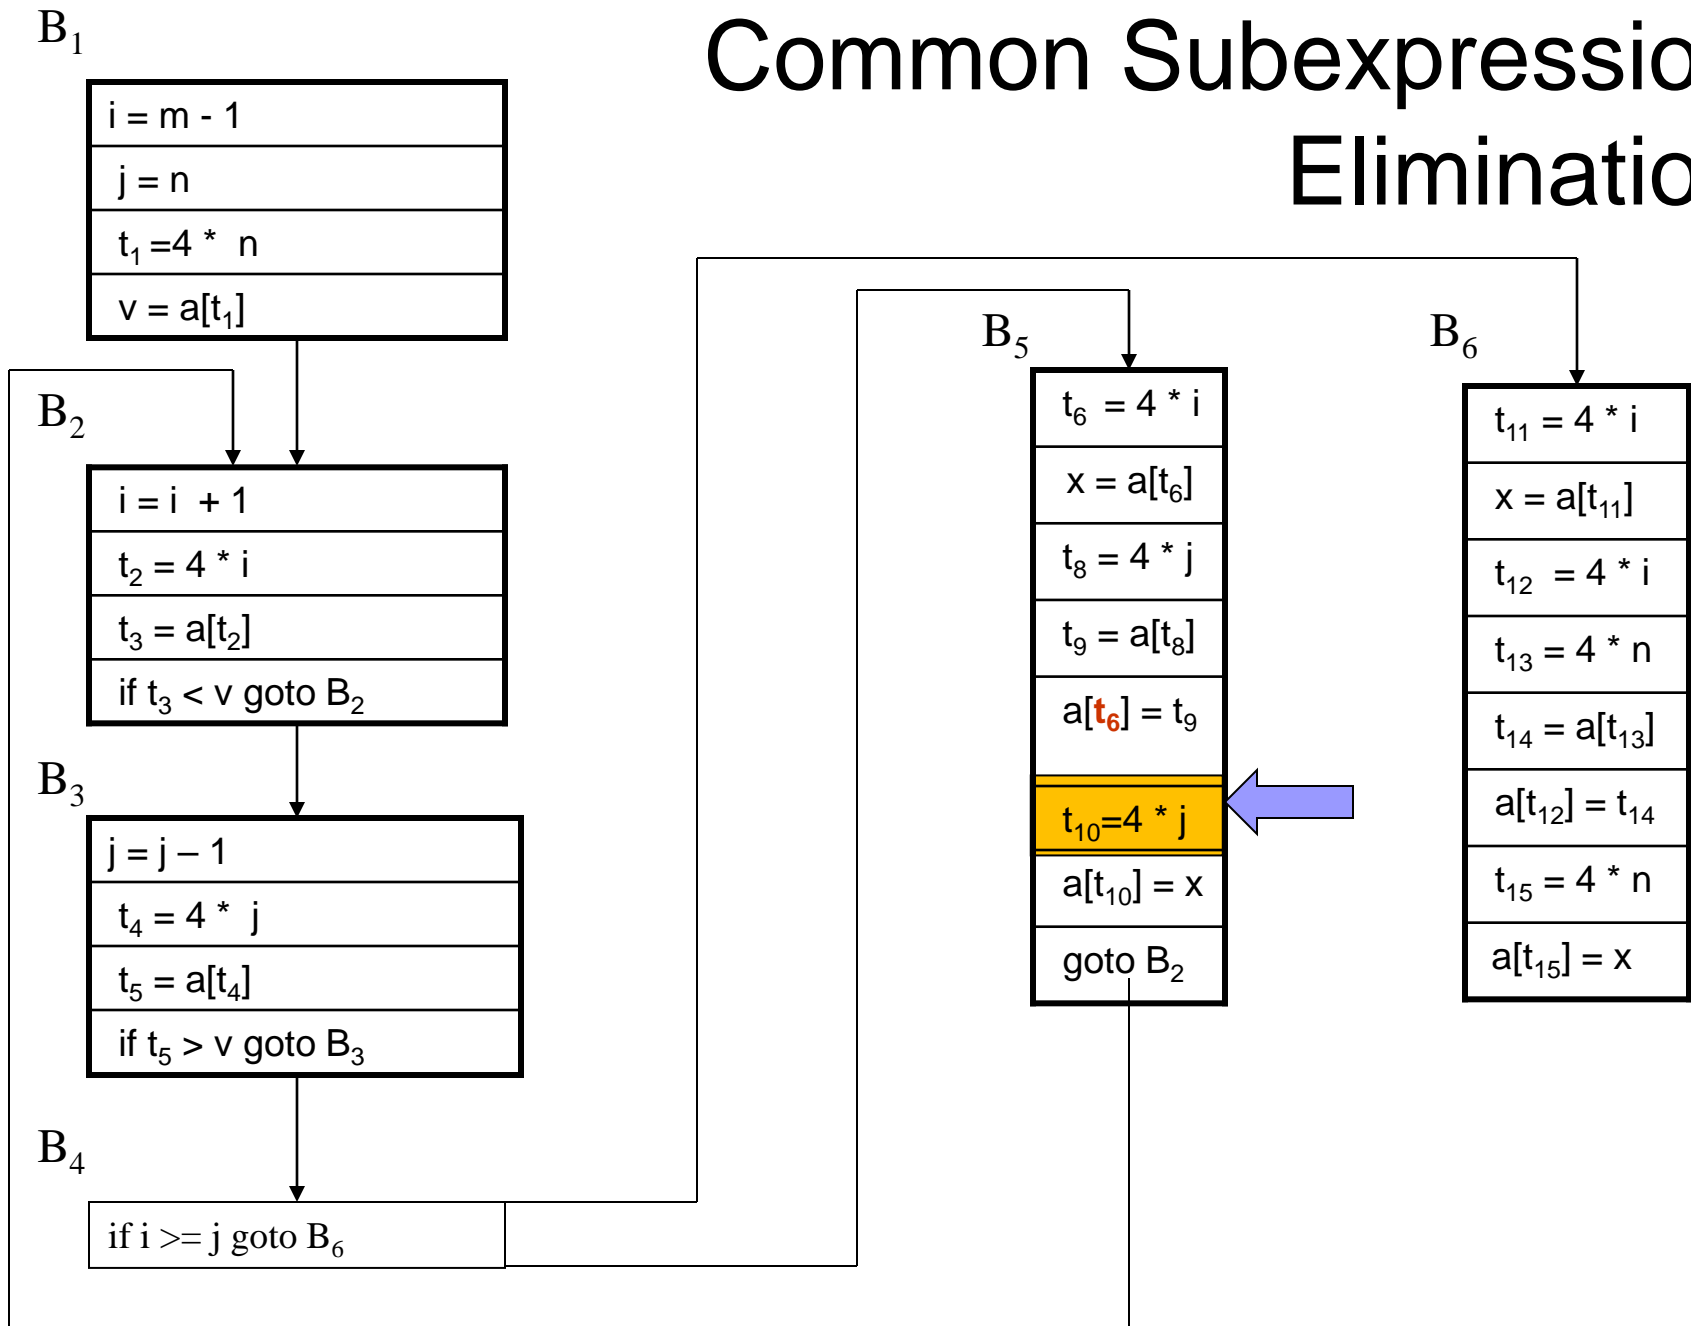 Common Subexpressio
Eliminatio
B₁
i = m - 1
j = n
t₁ =4 * n
v = a[t₁]
B₂
i = i + 1
t₂ = 4 * i
t₃ = a[t₂]
if t₃ < v goto B₂
B₃
j = j – 1
t₄ = 4 * j
t₅ = a[t₄]
if t₅ > v goto B₃
B₄
if i >= j goto B₆
B₅
t₆ = 4 * i
x = a[t₆]
t₈ = 4 * j
t₉ = a[t₈]
a[t₆] = t₉
t₁₀=4 * j
a[t₁₀] = x
goto B₂
B₆
t₁₁ = 4 * i
x = a[t₁₁]
t₁₂ = 4 * i
t₁₃ = 4 * n
t₁₄ = a[t₁₃]
a[t₁₂] = t₁₄
t₁₅ = 4 * n
a[t₁₅] = x